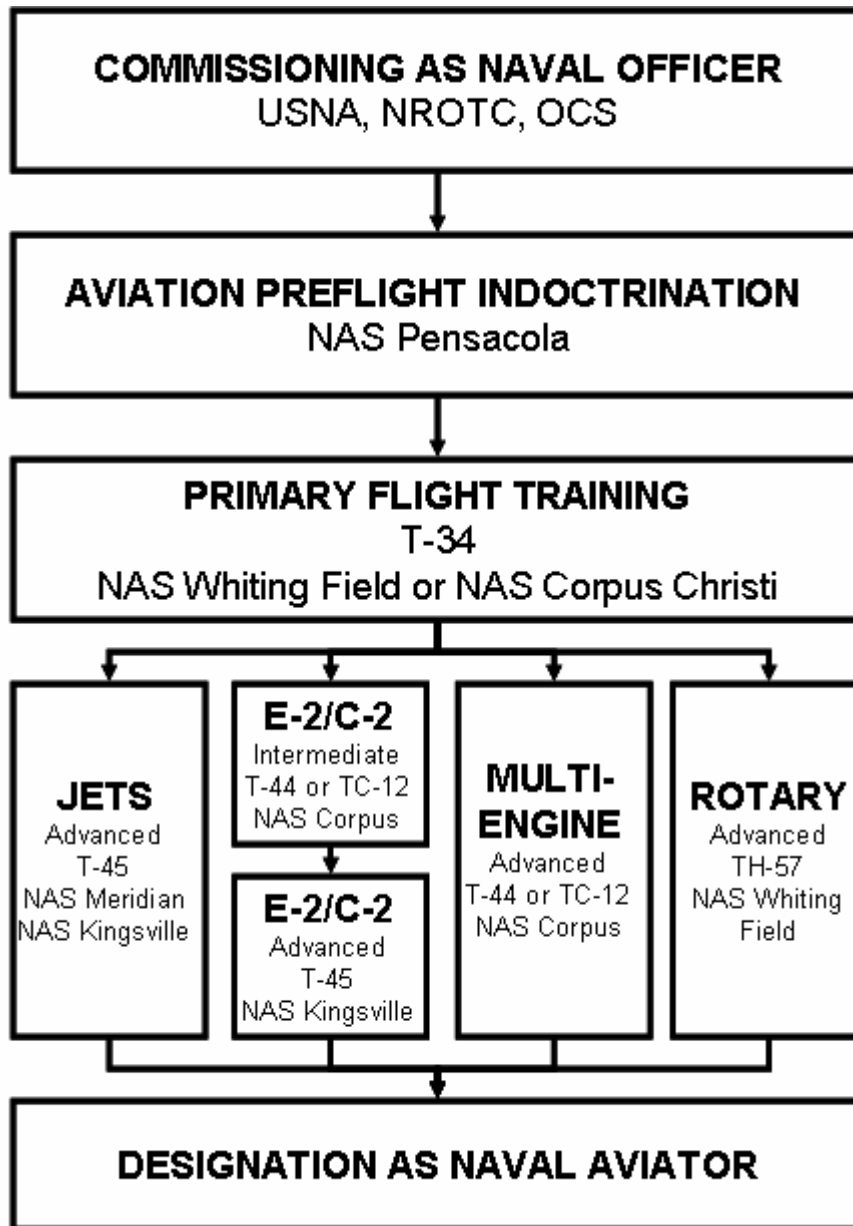 COMMISSIONING AS NAVAL OFFICER
USNA, NROTC, OCS
AVIATION PREFLIGHT INDOCTRINATION
NAS Pensacola
PRIMARY FLIGHT TRAINING
T-34
NAS Whiting Field or NAS Corpus Christi
JETS
Advanced
T-45
NAS Meridian
NAS Kingsville
E-2/C-2
Intermediate
T-44 or TC-12
NAS Corpus
E-2/C-2
Advanced
T-45
NAS Kingsville
MULTI-
ENGINE
Advanced
T-44 or TC-12
NAS Corpus
ROTARY
Advanced
TH-57
NAS Whiting
Field
DESIGNATION AS NAVAL AVIATOR